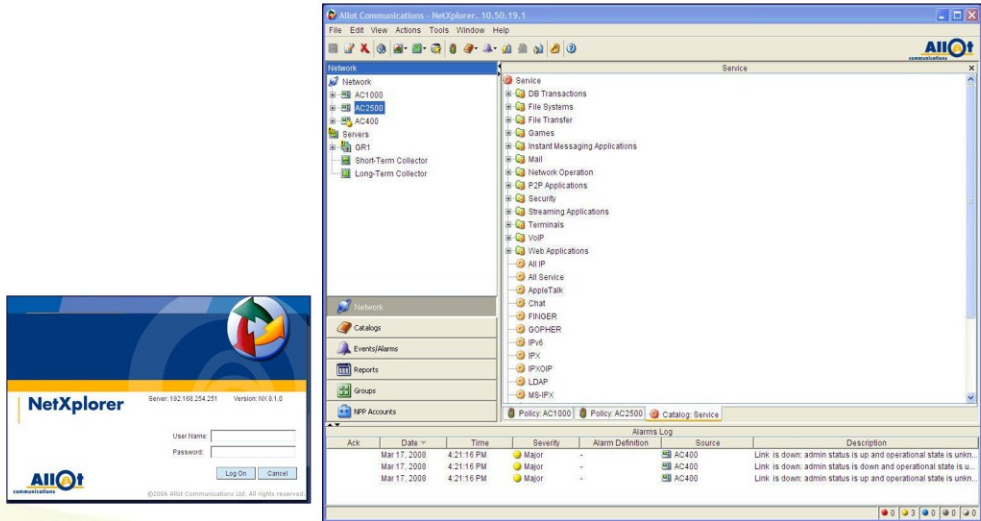 NetXplorer
Server: 192.168.254.251 Version: NX 8.1.0
User Name:
Password:
Log On Cancel
Allot
communications
©2006 Allot Communications Ltd. All rights reserved.
Allot Communications - NetXplorer. 10.50.19.1
File Edit View Actions Tools Window Help
Allot
communications
Network
Network
AC1000
AC2500
AC400
Servers
GR1
Short-Term Collector
Long-Term Collector
Network
Catalogs
Events/Alarms
Reports
Groups
NPP Accounts
Service
Service
DB Transactions
File Systems
File Transfer
Games
Instant Messaging Applications
Mail
Network Operation
P2P Applications
Security
Streaming Applications
Terminals
VoIP
Web Applications
All IP
All Service
AppleTalk
Chat
FINGER
GOPHER
IPv6
IPX
IPXOIP
LDAP
MS-IPX
Policy: AC1000 Policy: AC2500 Catalog: Service
Alarms Log
Ack Date Time Severity Alarm Definition Source Description
Mar 17, 2008 4:21:16 PM Major - AC400 Link is down: admin status is up and operational state is unkn...
Mar 17, 2008 4:21:16 PM Major - AC400 Link is down: admin status is down and operational state is u...
Mar 17, 2008 4:21:16 PM Major - AC400 Link is down: admin status is up and operational state is unkn...
0 3 0 0 0